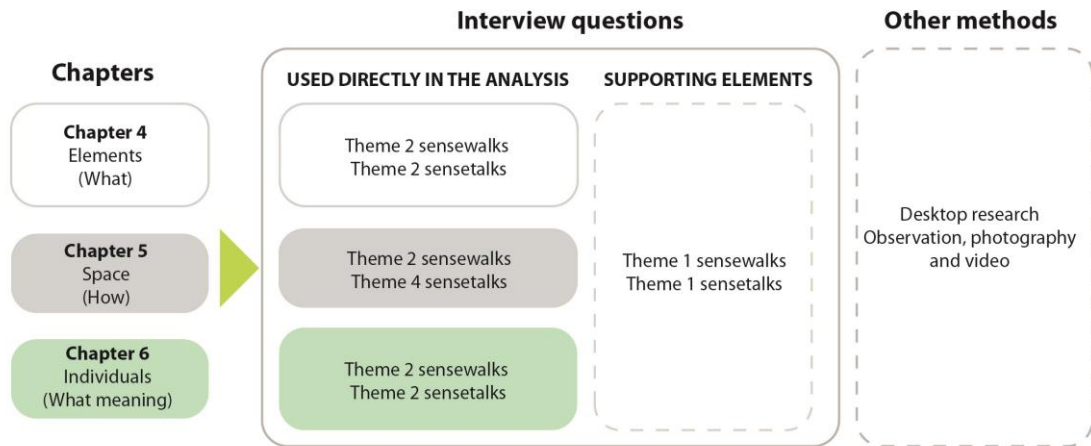 Interview questions
Other methods
Chapters
USED DIRECTLY IN THE ANALYSIS
SUPPORTING ELEMENTS
Chapter 4
Elements
(What)
Theme 2 sensewalks
Theme 2 sensetalks
Chapter 5
Space
(How)
Theme 2 sensewalks
Theme 4 sensetalks
Chapter 6
Individuals
(What meaning)
Theme 2 sensewalks
Theme 2 sensetalks
Theme 1 sensewalks
Theme 1 sensetalks
Desktop research
Observation, photography
and video